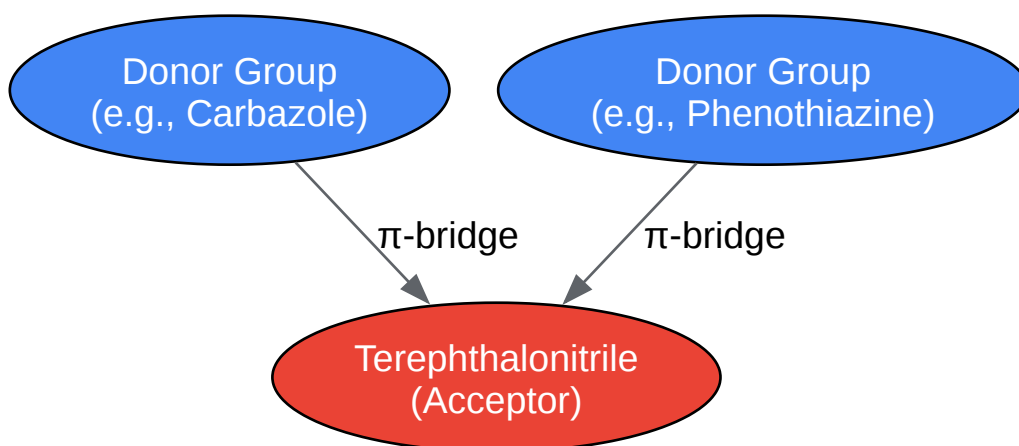 Donor Group
(e.g., Carbazole)
Donor Group
(e.g., Phenothiazine)
π-bridge
π-bridge
Terephthalonitrile
(Acceptor)